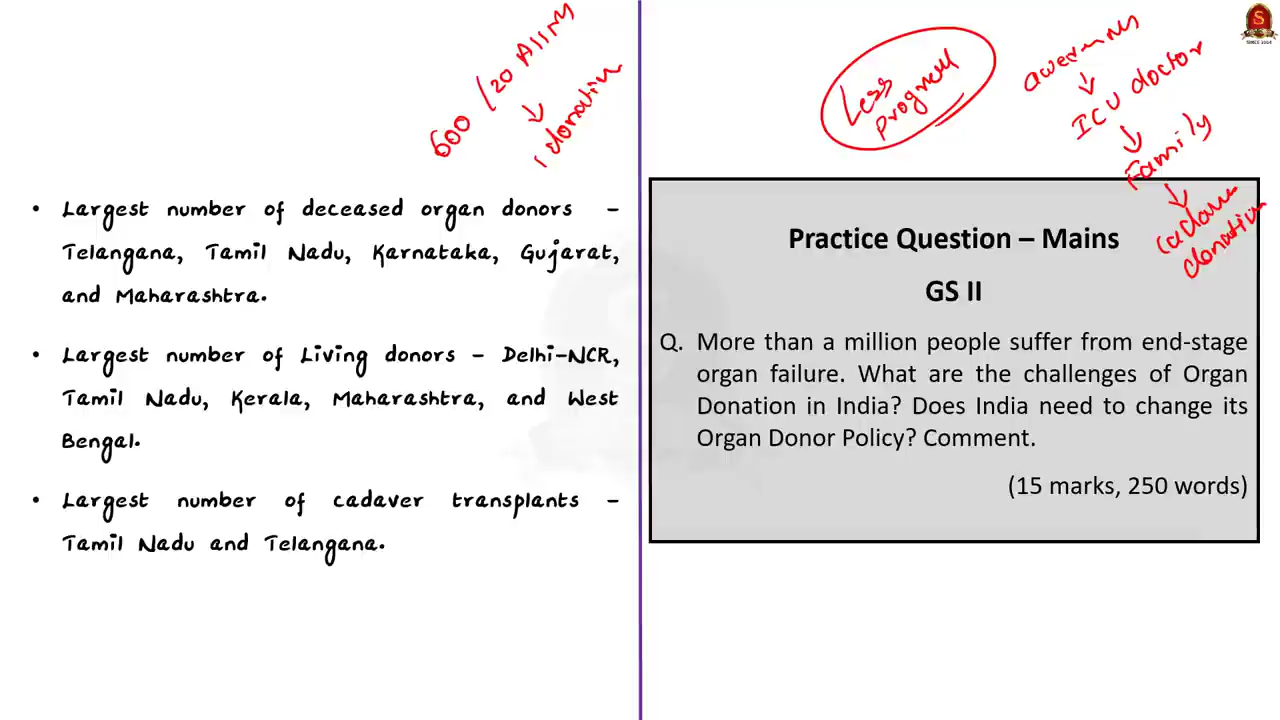 600 /20 AIIMS
↓
1 donation
• Largest number of deceased organ donors –
Telangana, Tamil Nadu, Karnataka, Gujarat,
and Maharashtra.
• Largest number of Living donors – Delhi-NCR,
Tamil Nadu, Kerala, Maharashtra, and West
Bengal.
• Largest number of cadaver transplants –
Tamil Nadu and Telangana.
Less
↓
ICU doctor
↓
Family
↓
donation
S
SINCE 2004
Practice Question – Mains
GS II
Q. More than a million people suffer from end-stage
organ failure. What are the challenges of Organ
Donation in India? Does India need to change its
Organ Donor Policy? Comment.
(15 marks, 250 words)